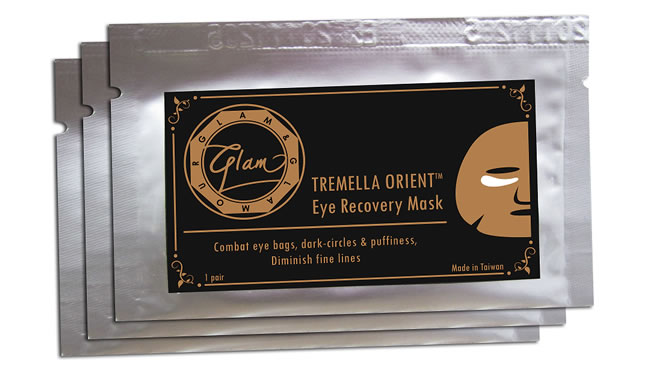 GLAM & GLAMOUR
Glam
TREMELLA ORIENT™
Eye Recovery Mask
Combat eye bags, dark-circles & puffiness,
Diminish fine lines
1 pair
Made in Taiwan